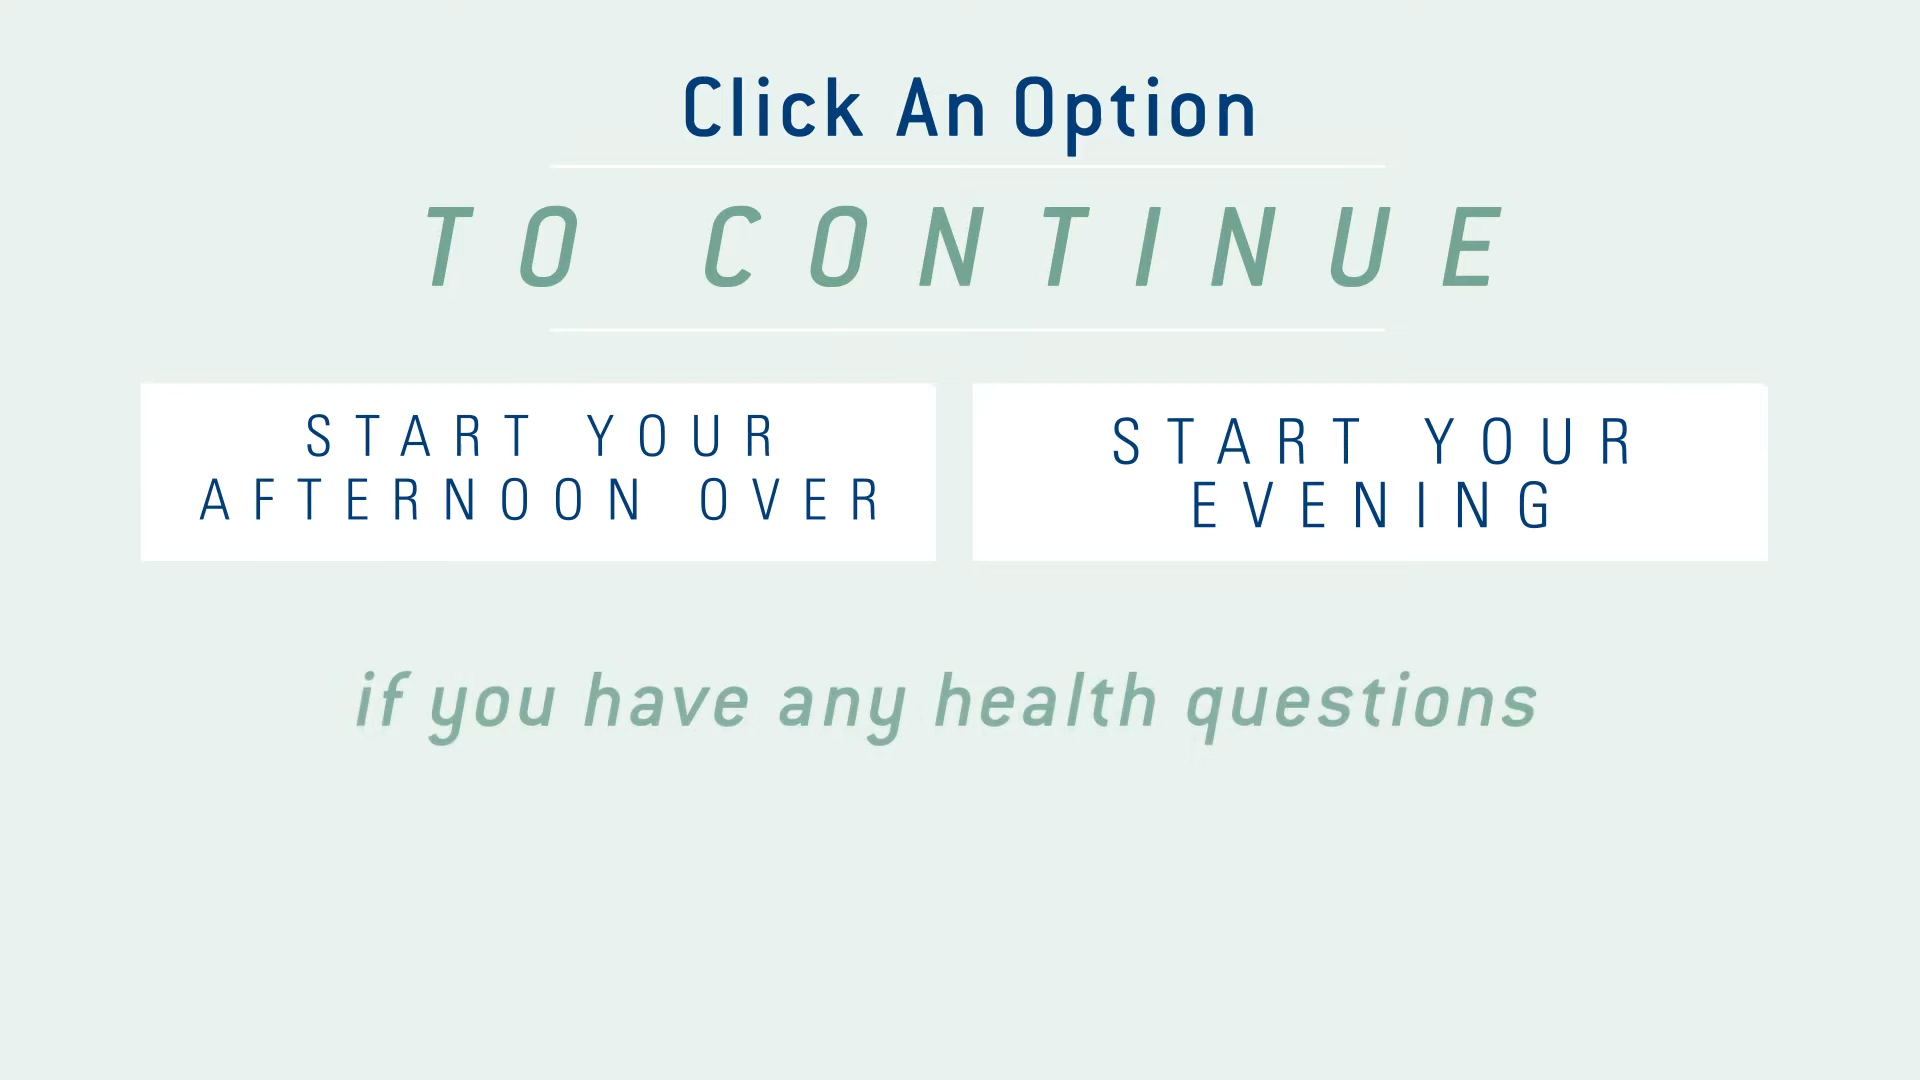 Click An Option
TO CONTINUE
START YOUR
AFTERNOON OVER
START YOUR
EVENING
if you have any health questions